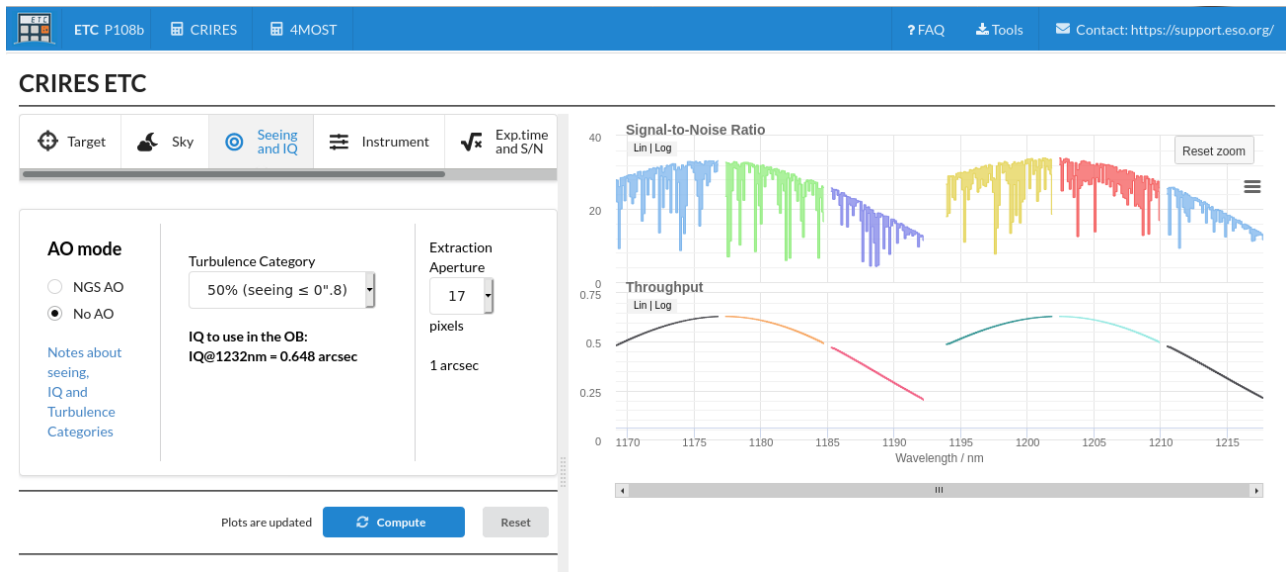 ETC
ETC P108b
CRIRES
4MOST
? FAQ
Tools
Contact: https://support.eso.org/
CRIRES ETC
Target
Sky
Seeing
and IQ
Instrument
Exp.time
and S/N
AO mode
NGS AO
No AO
Notes about
seeing,
IQ and
Turbulence
Categories
Turbulence Category
50% (seeing ≤ 0".8)
IQ to use in the OB:
IQ@1232nm = 0.648 arcsec
Extraction
Aperture
17
pixels
1 arcsec
Plots are updated
Compute
Reset
Signal-to-Noise Ratio
Lin | Log
Reset zoom
40
20
0
Throughput
Lin | Log
0.75
0.5
0.25
0
1170 1175 1180 1185 1190 1195 1200 1205 1210 1215
Wavelength / nm